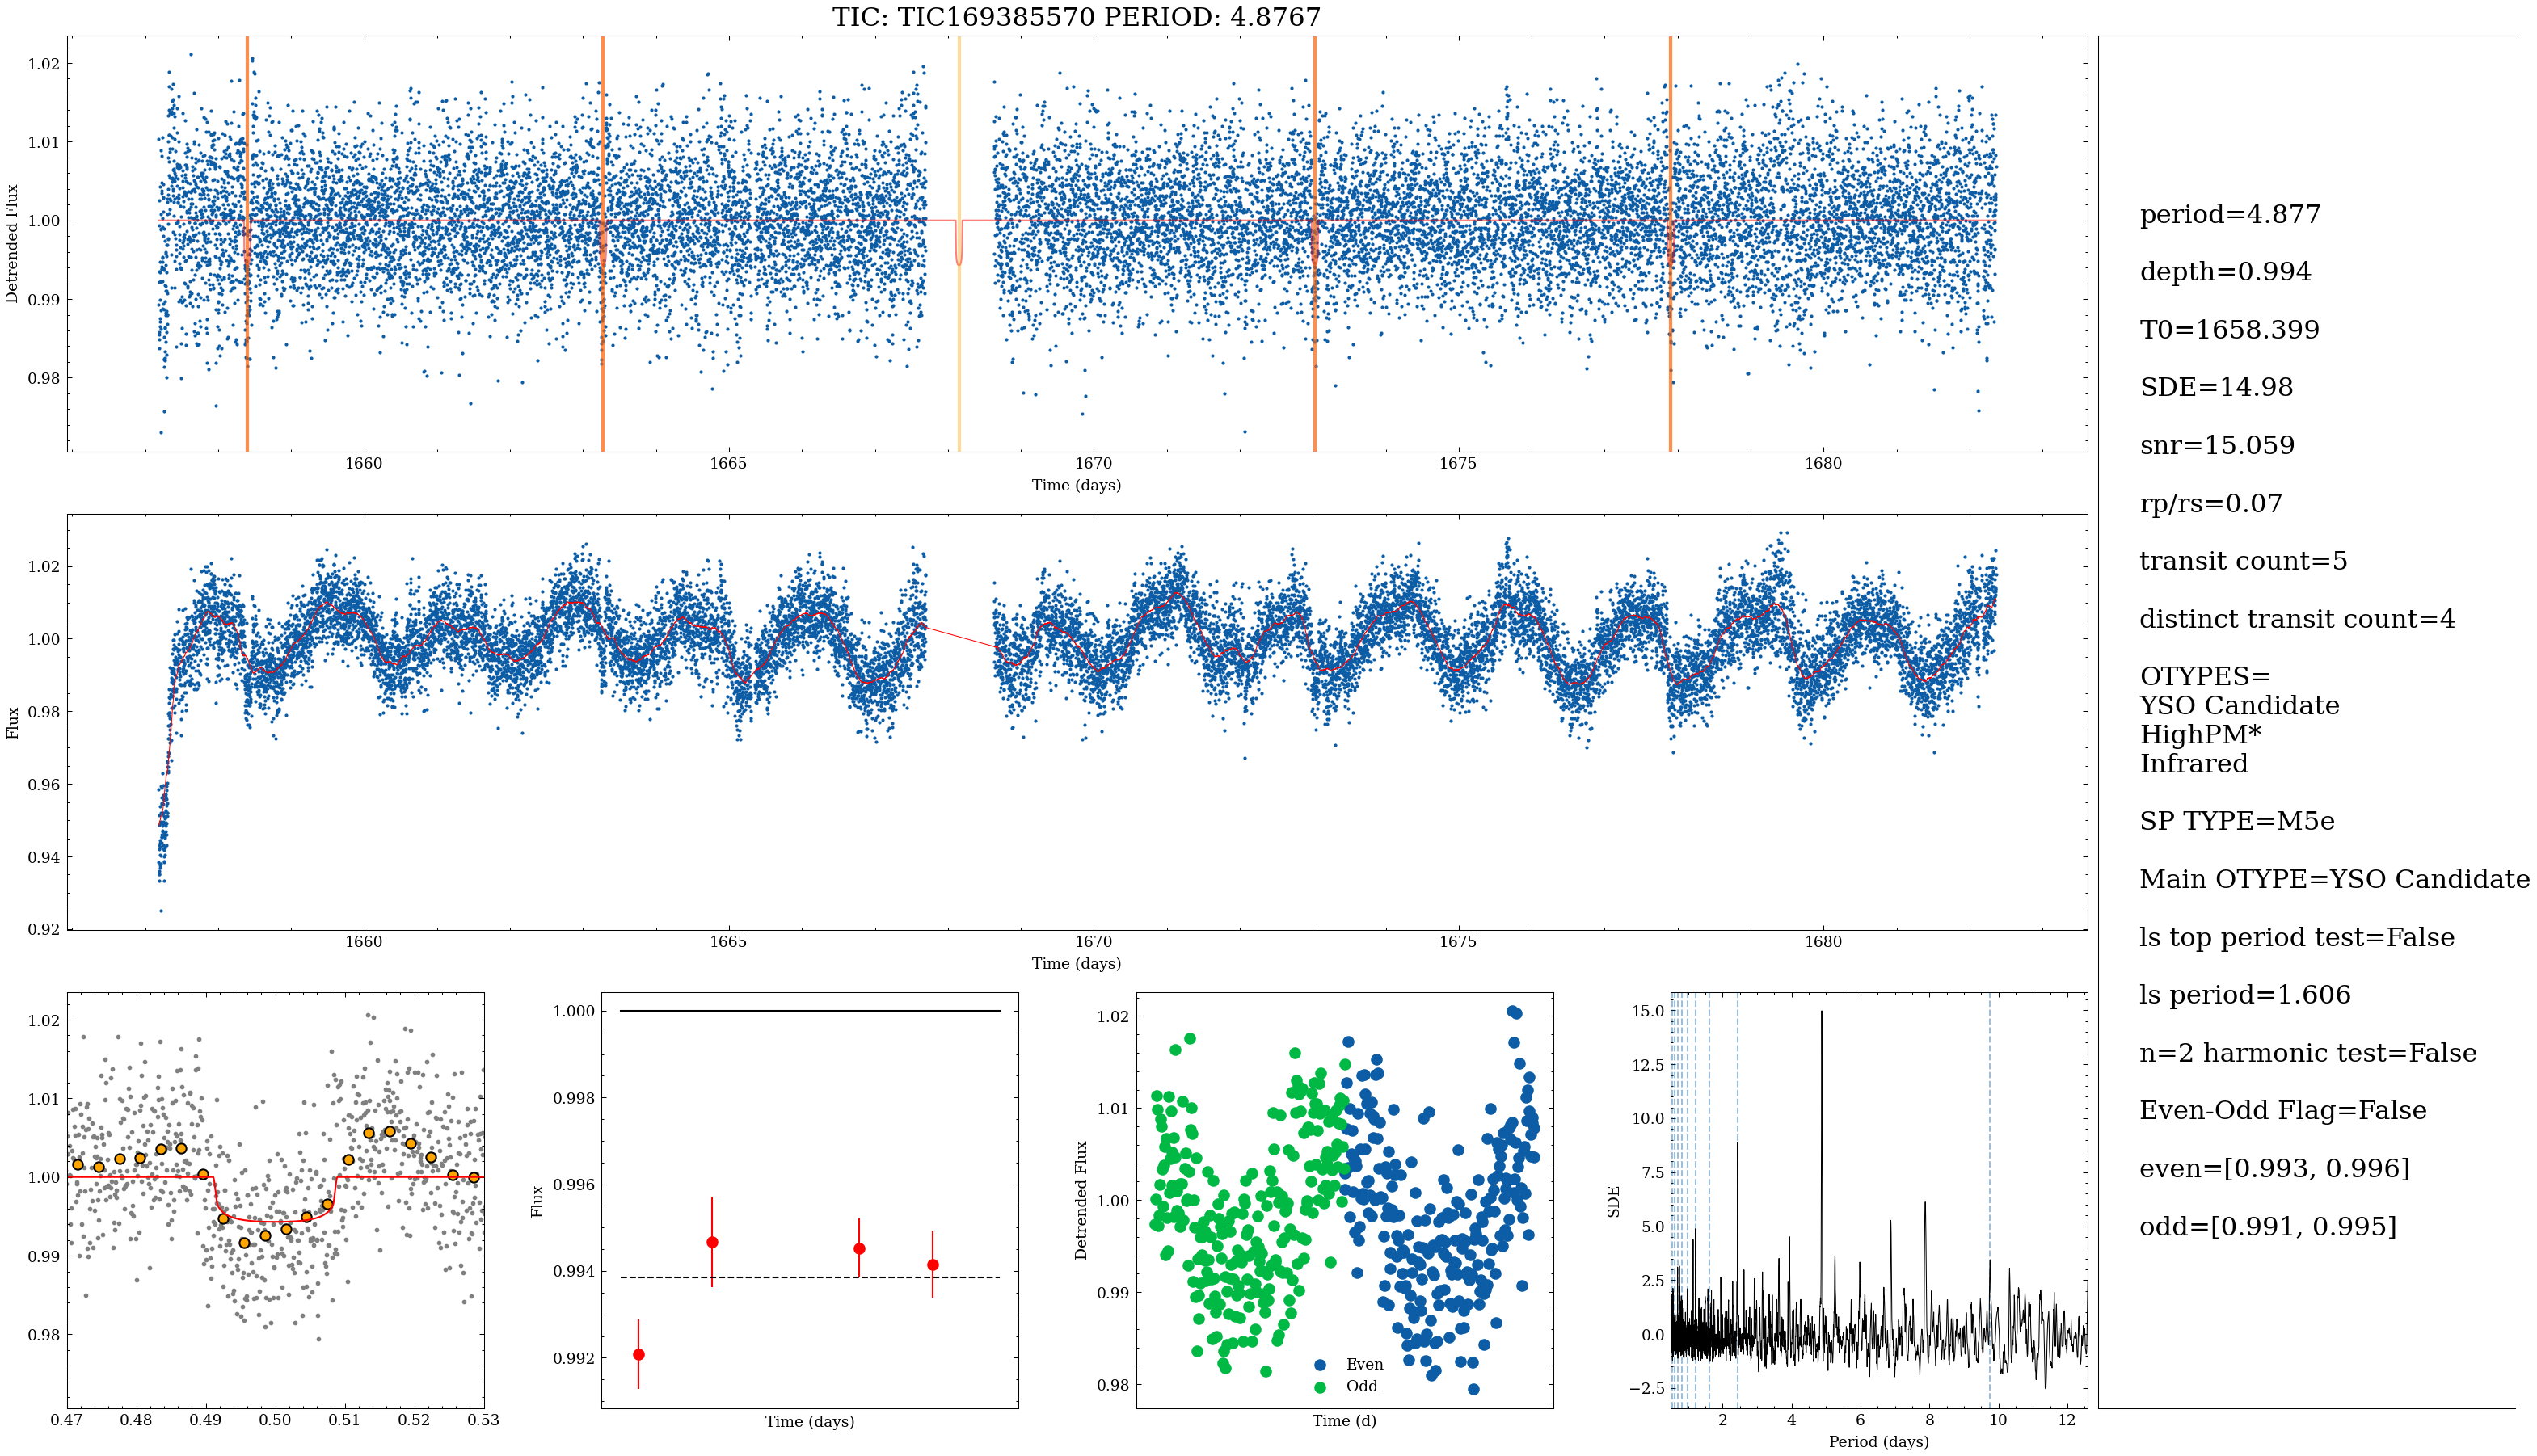 TIC: TIC169385570 PERIOD: 4.8767
1.02
1.01
1.00
0.99
0.98
Detrended Flux
1660
1665
1670
1675
1680
Time (days)
1.02
1.00
0.98
0.96
0.94
0.92
Flux
1660
1665
1670
1675
1680
Time (days)
1.02
1.01
1.00
0.99
0.98
0.47
0.48
0.49
0.50
0.51
0.52
0.53
1.000
0.998
0.996
0.994
0.992
Flux
Time (days)
1.02
1.01
1.00
0.99
0.98
Detrended Flux
Even
Odd
Time (d)
15.0
12.5
10.0
7.5
5.0
2.5
0.0
−2.5
SDE
2
4
6
8
10
12
Period (days)
period=4.877
depth=0.994
T0=1658.399
SDE=14.98
snr=15.059
rp/rs=0.07
transit count=5
distinct transit count=4
OTYPES=
YSO Candidate
HighPM*
Infrared
SP TYPE=M5e
Main OTYPE=YSO Candidate
ls top period test=False
ls period=1.606
n=2 harmonic test=False
Even-Odd Flag=False
even=[0.993, 0.996]
odd=[0.991, 0.995]